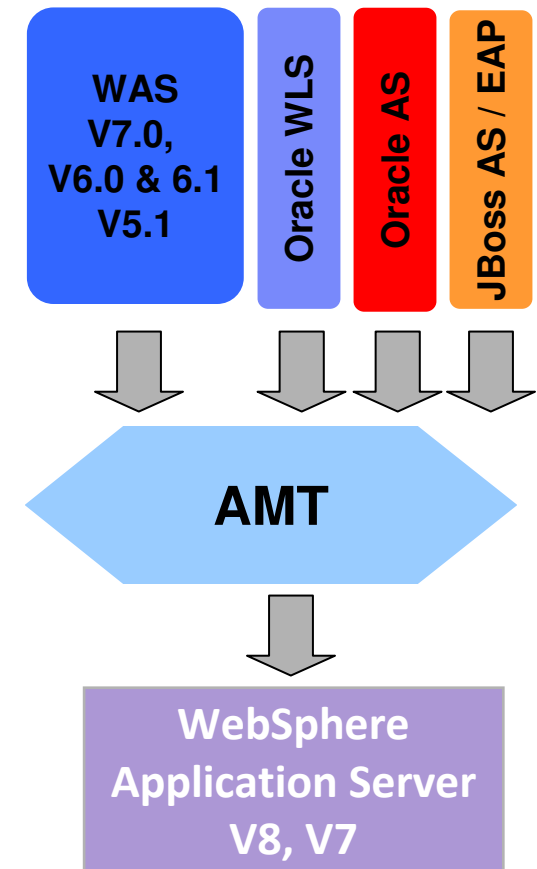 WAS
V7.0,
V6.0 & 6.1
V5.1
Oracle WLS
Oracle AS
JBoss AS / EAP
AMT
WebSphere
Application Server
V8, V7